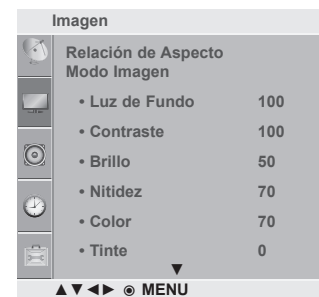 Imagen
Relación de Aspecto
Modo Imagen
• Luz de Fundo 100
• Contraste 100
• Brillo 50
• Nitidez 70
• Color 70
• Tinte 0
▼
▲▼◄► ◉ MENU